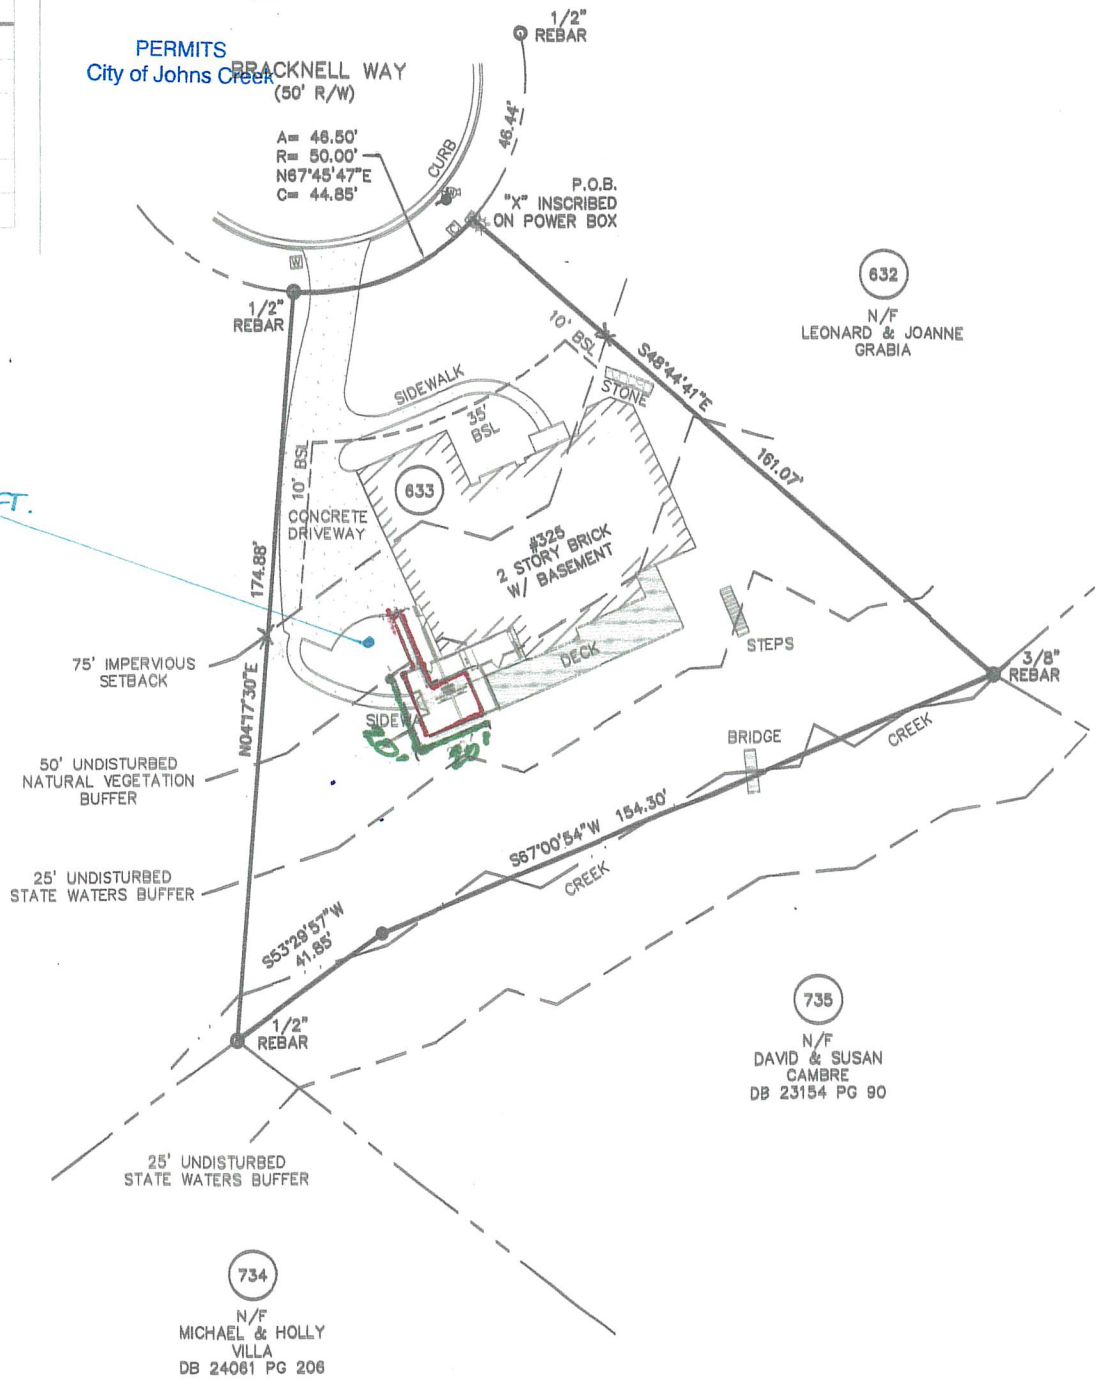 PERMITS
City of Johns Creek
BRACKNELL WAY
(50' R/W)
A= 46.50'
R= 50.00'
N67°45'47"E
C= 44.85'
1/2"
REBAR
46.44'
CURB
P.O.B.
"X" INSCRIBED
ON POWER BOX
C
W
1/2"
REBAR
632
N/F
LEONARD & JOANNE
GRABIA
10' BSL
S48°44'41"E
161.07'
STONE
SIDEWALK
35'
BSL
10' BSL
633
CONCRETE
DRIVEWAY
#325
2 STORY BRICK
W/ BASEMENT
FT.
174.88'
N04°17'30"E
75' IMPERVIOUS
SETBACK
DECK
STEPS
3/8"
REBAR
SIDEWA
20'
20'
50' UNDISTURBED
NATURAL VEGETATION
BUFFER
BRIDGE
CREEK
25' UNDISTURBED
STATE WATERS BUFFER
S67°00'54"W 154.30'
CREEK
S53°29'57"W
41.85'
1/2"
REBAR
735
N/F
DAVID & SUSAN
CAMBRE
DB 23154 PG 90
25' UNDISTURBED
STATE WATERS BUFFER
734
N/F
MICHAEL & HOLLY
VILLA
DB 24061 PG 206